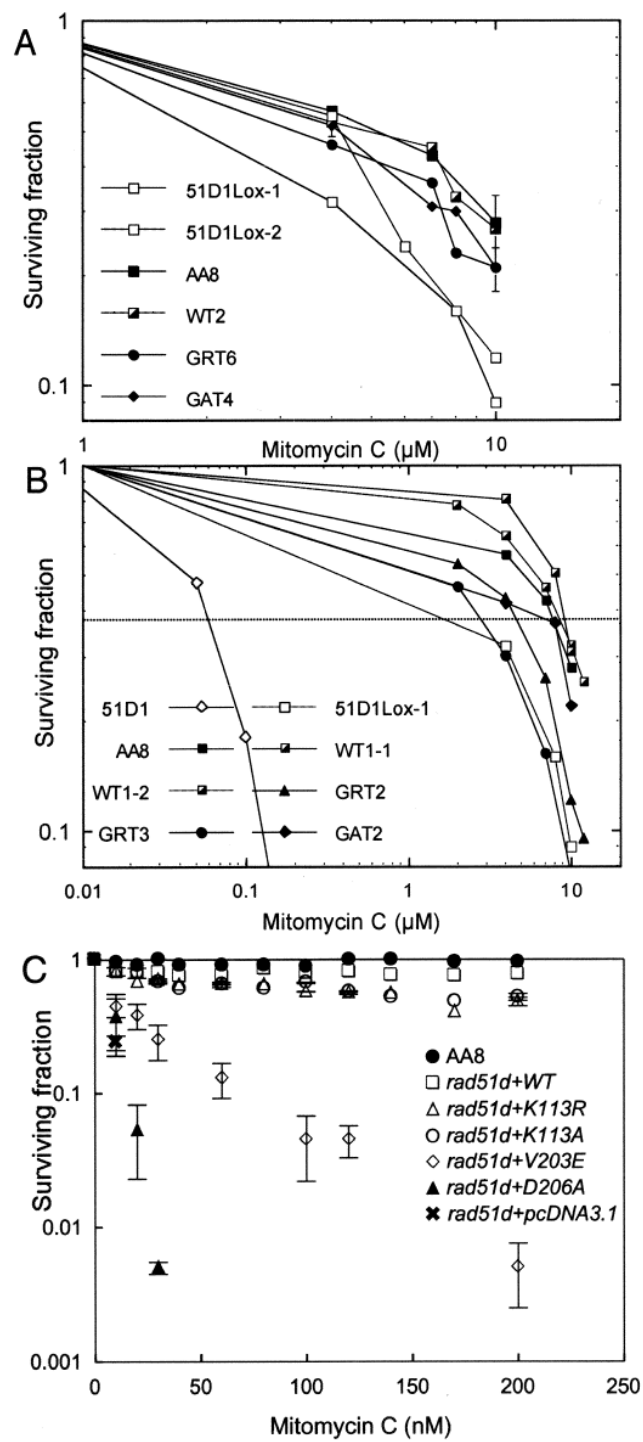 A
1
Surviving fraction
51D1Lox-1
51D1Lox-2
AA8
WT2
GRT6
GAT4
0.1
1
Mitomycin C (µM)
10
B
1
Surviving fraction
51D1
51D1Lox-1
AA8
WT1-1
WT1-2
GRT2
GRT3
GAT2
0.1
0.01
0.1
1
10
Mitomycin C (µM)
C
1
Surviving fraction
AA8
rad51d+WT
rad51d+K113R
rad51d+K113A
rad51d+V203E
rad51d+D206A
rad51d+pcDNA3.1
0.1
0.01
0.001
0
50
100
150
200
250
Mitomycin C (nM)